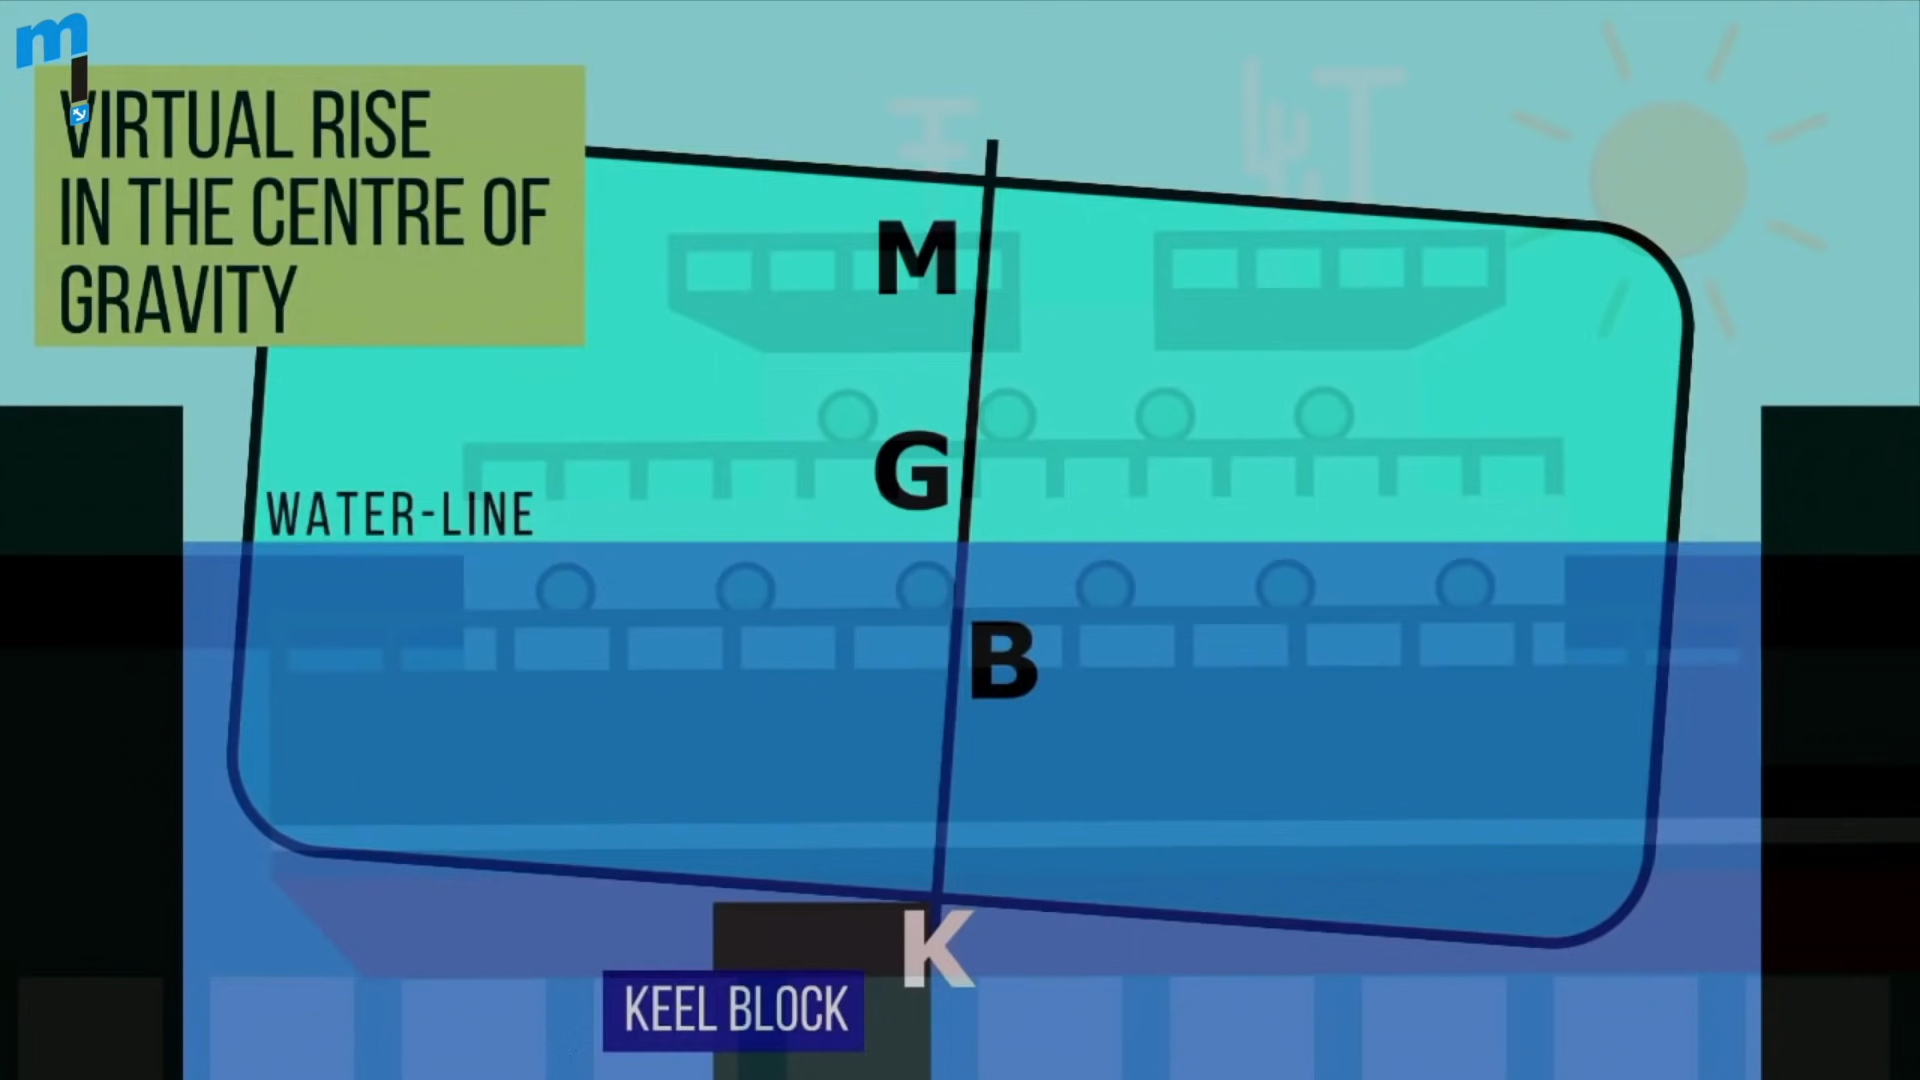 m
VIRTUAL RISE
IN THE CENTRE OF
GRAVITY
M
G
WATER-LINE
B
K
KEEL BLOCK